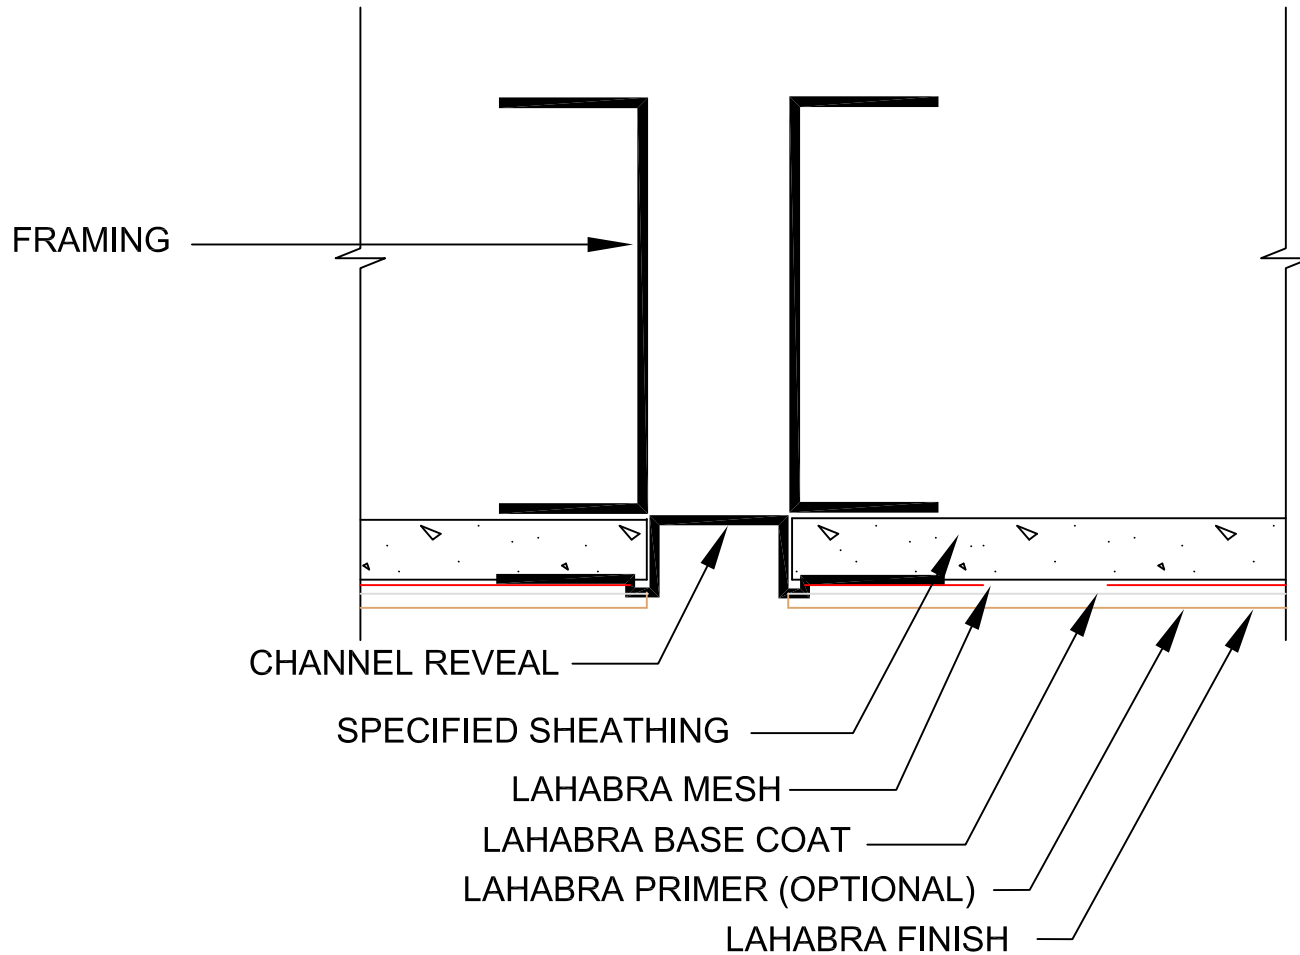 FRAMING
CHANNEL REVEAL
SPECIFIED SHEATHING
LAHABRA MESH
LAHABRA BASE COAT
LAHABRA PRIMER (OPTIONAL)
LAHABRA FINISH